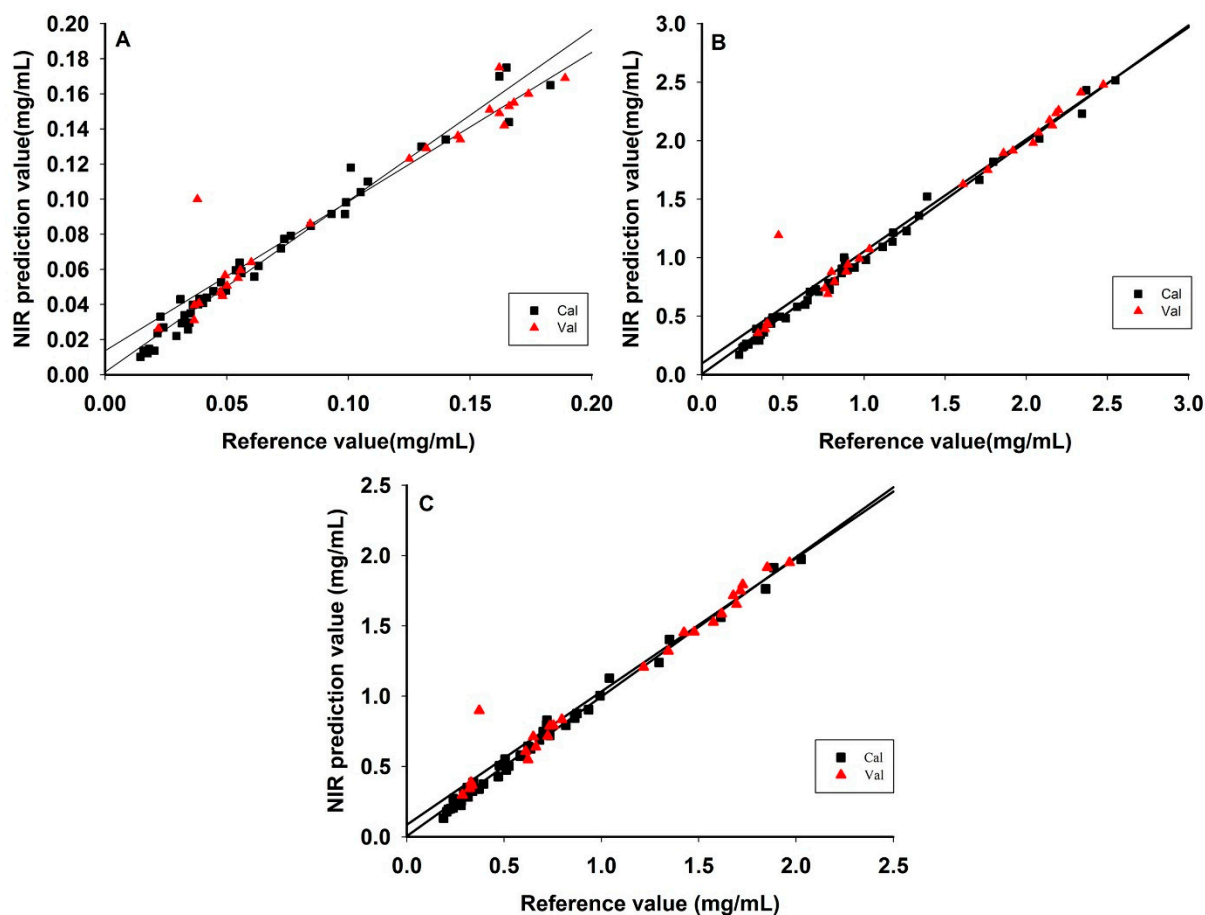 A
NIR prediction value(mg/mL)
0.20
0.18
0.16
0.14
0.12
0.10
0.08
0.06
0.04
0.02
0.00
Cal
Val
0.00 0.05 0.10 0.15 0.20
Reference value(mg/mL)
B
NIR prediction value(mg/mL)
3.0
2.5
2.0
1.5
1.0
0.5
0.0
Cal
Val
0.0 0.5 1.0 1.5 2.0 2.5 3.0
Reference value(mg/mL)
C
NIR prediction value (mg/mL)
2.5
2.0
1.5
1.0
0.5
0.0
Cal
Val
0.0 0.5 1.0 1.5 2.0 2.5
Reference value (mg/mL)